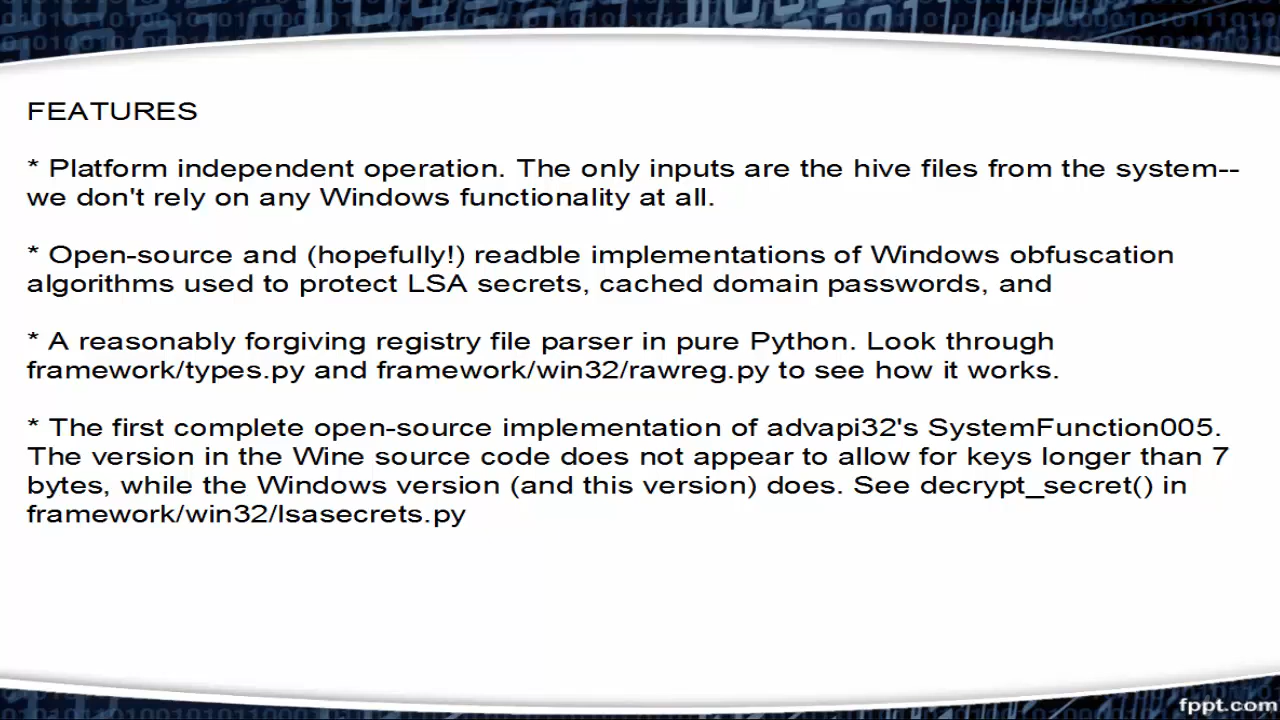 FEATURES
* Platform independent operation. The only inputs are the hive files from the system--
we don't rely on any Windows functionality at all.
* Open-source and (hopefully!) readble implementations of Windows obfuscation
algorithms used to protect LSA secrets, cached domain passwords, and
* A reasonably forgiving registry file parser in pure Python. Look through
framework/types.py and framework/win32/rawreg.py to see how it works.
* The first complete open-source implementation of advapi32's SystemFunction005.
The version in the Wine source code does not appear to allow for keys longer than 7
bytes, while the Windows version (and this version) does. See decrypt_secret() in
framework/win32/lsasecrets.py
fppt.com